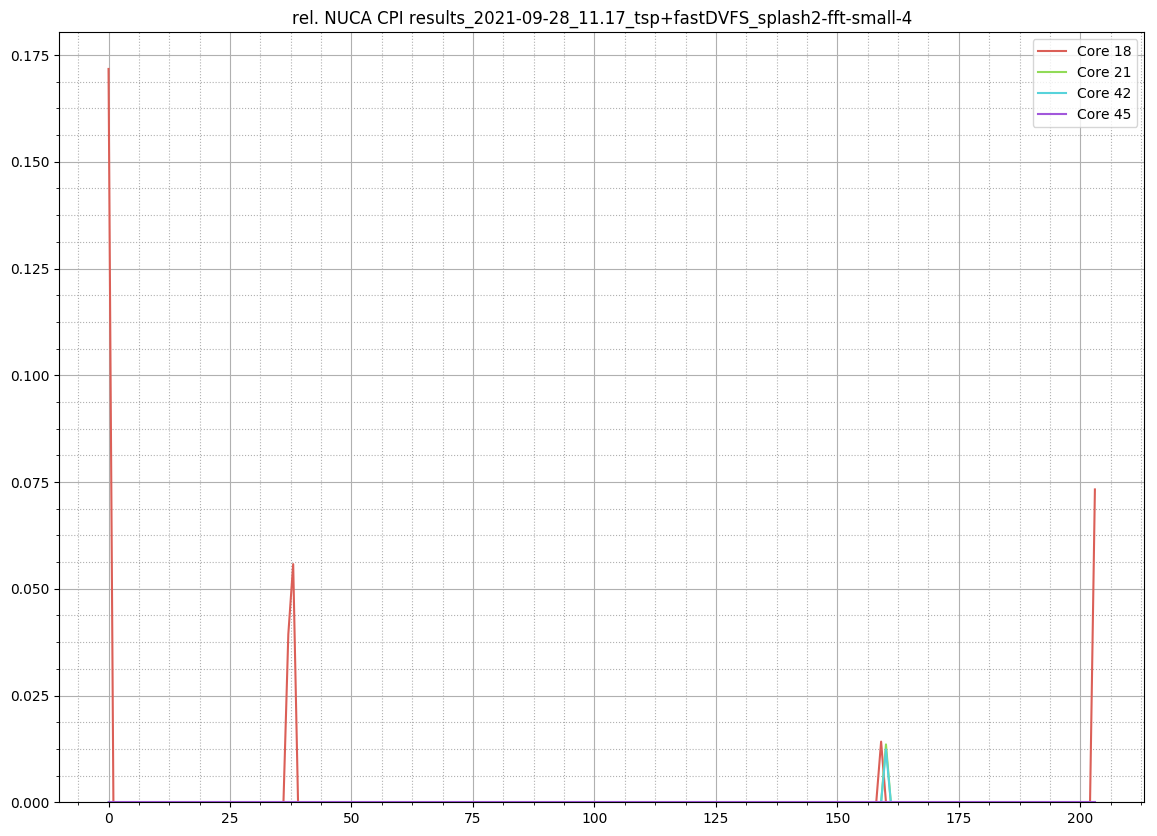 rel. NUCA CPI results_2021-09-28_11.17_tsp+fastDVFS_splash2-fft-small-4
Core 18
Core 21
Core 42
Core 45
0.175
0.150
0.125
0.100
0.075
0.050
0.025
0.000
0 25 50 75 100 125 150 175 200